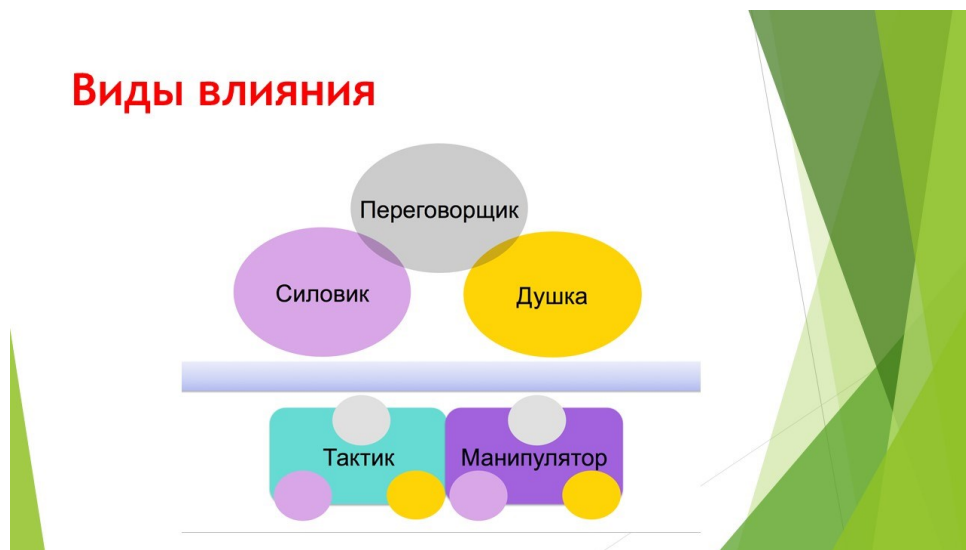 Виды влияния
Переговорщик
Силовик
Душка
Тактик
Манипулятор